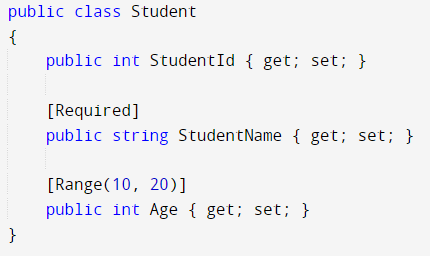 public class Student
{
public int StudentId { get; set; }
[Required]
public string StudentName { get; set; }
[Range(10, 20)]
public int Age { get; set; }
}